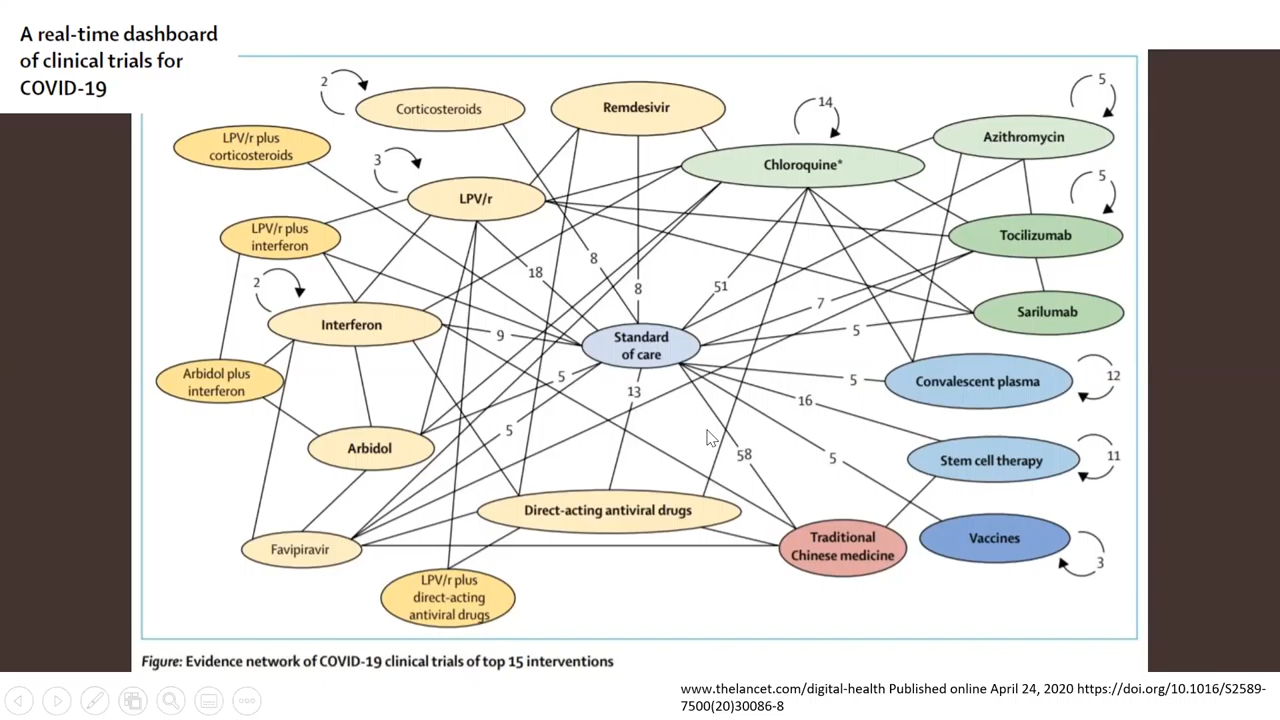 A real-time dashboard
of clinical trials for
COVID-19
2
Corticosteroids
Remdesivir
14
5
LPV/r plus
corticosteroids
Azithromycin
3
Chloroquine*
LPV/r
5
LPV/r plus
interferon
Tocilizumab
8
18
2
8
51
7
Sarilumab
Interferon
9
5
Standard
of care
Arbidol plus
interferon
5
13
5
Convalescent plasma
12
16
5
Arbidol
58
5
Stem cell therapy
11
Direct-acting antiviral drugs
Favipiravir
Traditional
Chinese medicine
Vaccines
3
LPV/r plus
direct-acting
antiviral drugs
Figure: Evidence network of COVID-19 clinical trials of top 15 interventions
www.thelancet.com/digital-health Published online April 24, 2020 https://doi.org/10.1016/S2589-
7500(20)30086-8